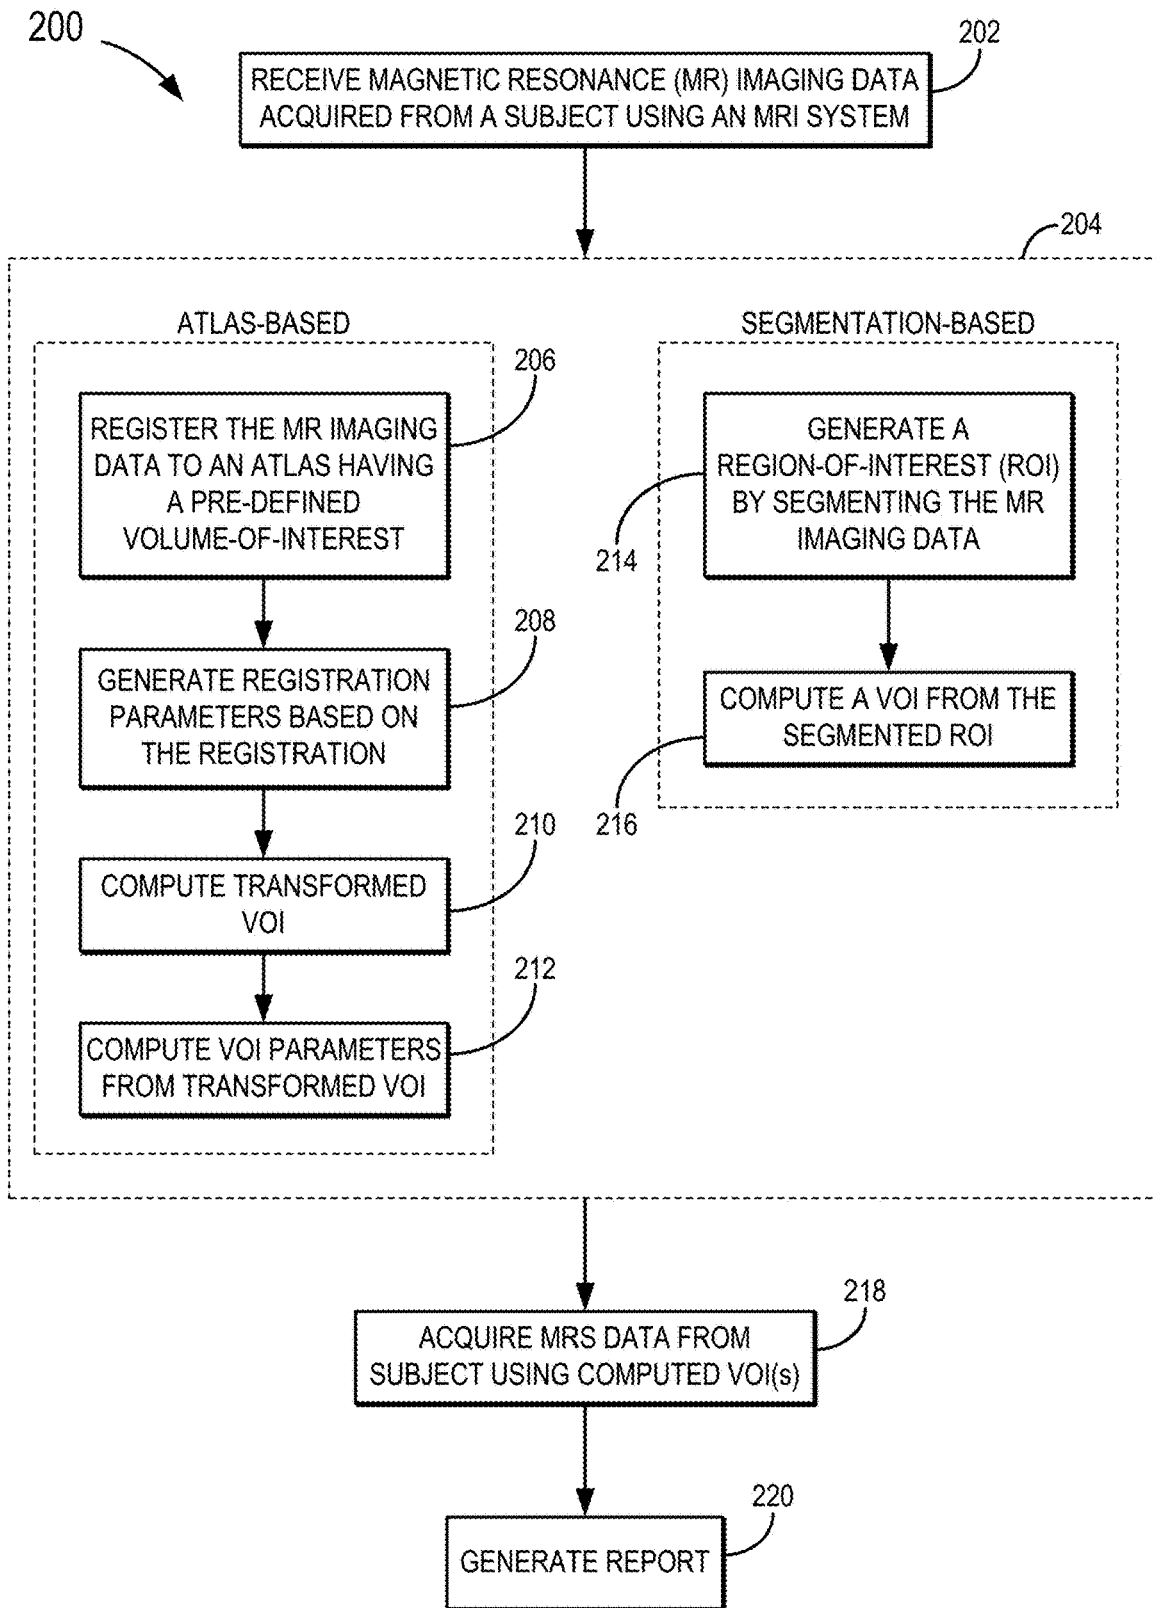 200
202
RECEIVE MAGNETIC RESONANCE (MR) IMAGING DATA
ACQUIRED FROM A SUBJECT USING AN MRI SYSTEM
204
ATLAS-BASED
206
REGISTER THE MR IMAGING
DATA TO AN ATLAS HAVING
A PRE-DEFINED
VOLUME-OF-INTEREST
208
GENERATE REGISTRATION
PARAMETERS BASED ON
THE REGISTRATION
210
COMPUTE TRANSFORMED
VOI
212
COMPUTE VOI PARAMETERS
FROM TRANSFORMED VOI
SEGMENTATION-BASED
GENERATE A
REGION-OF-INTEREST (ROI)
BY SEGMENTING THE MR
IMAGING DATA
214
COMPUTE A VOI FROM THE
SEGMENTED ROI
216
218
ACQUIRE MRS DATA FROM
SUBJECT USING COMPUTED VOI(s)
220
GENERATE REPORT